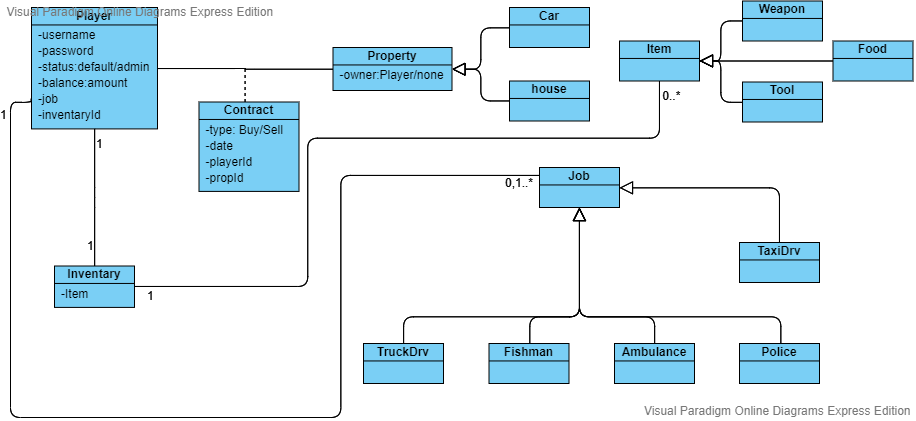 Visual Paradigm Online Diagrams Express Edition
Player
-username
-password
-status:default/admin
-balance:amount
-job
-inventoryId
1
1
Property
-owner:Player/none
Car
house
Contract
-type: Buy/Sell
-date
-playerId
-propId
Item
0..*
Weapon
Food
Tool
1
Inventary
-Item
1
0,1..*
Job
TaxiDrv
TruckDrv
Fishman
Ambulance
Police
Visual Paradigm Online Diagrams Express Edition